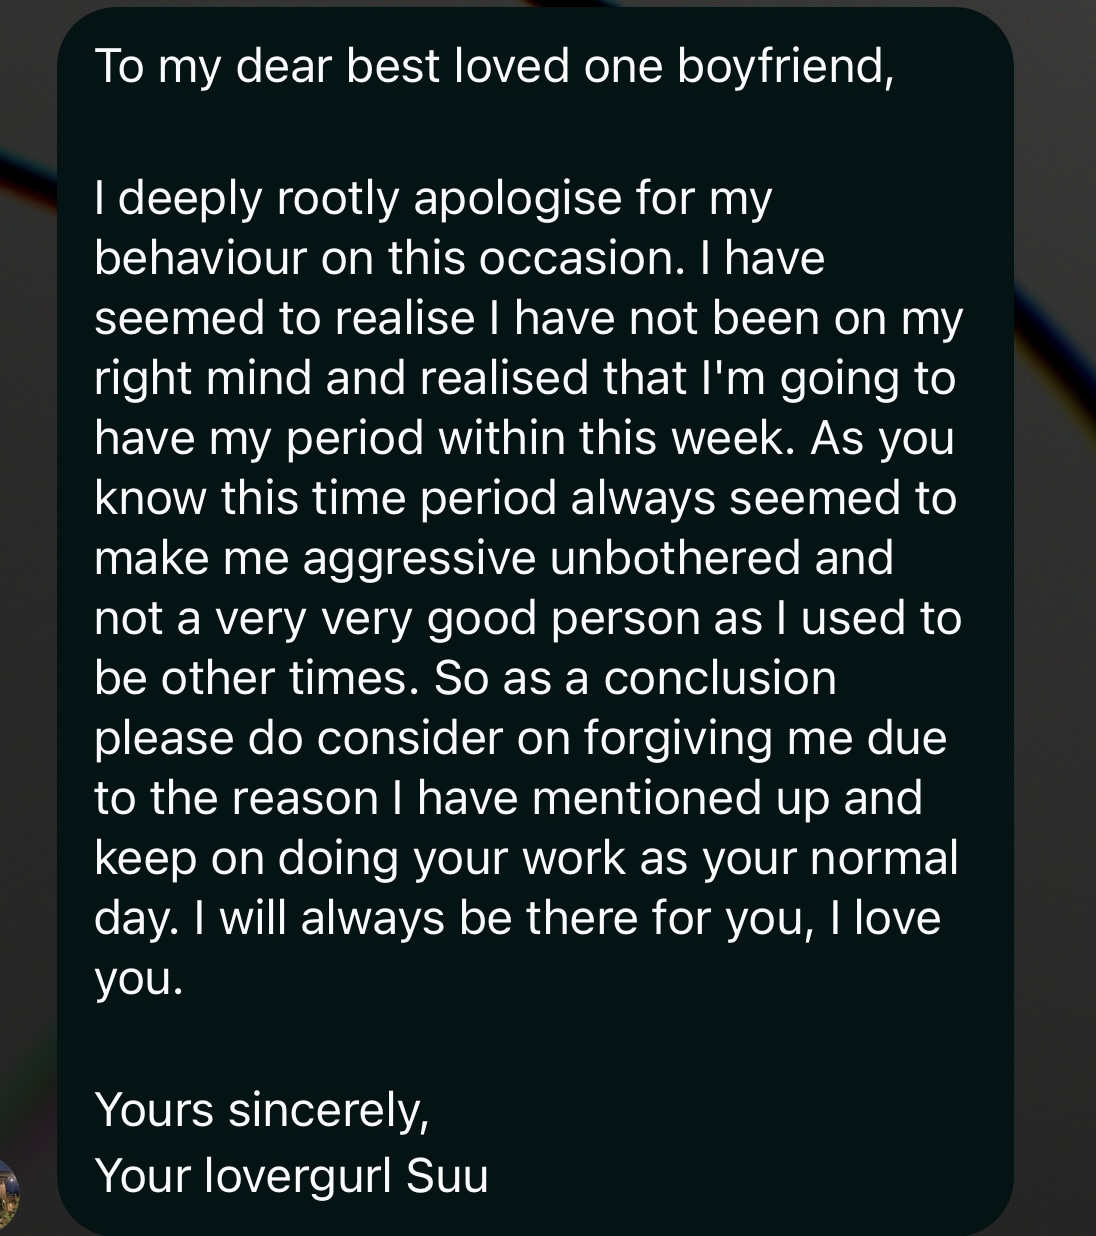 To my dear best loved one boyfriend,
I deeply rootly apologise for my
behaviour on this occasion. I have
seemed to realise I have not been on my
right mind and realised that I'm going to
have my period within this week. As you
know this time period always seemed to
make me aggressive unbothered and
not a very very good person as I used to
be other times. So as a conclusion
please do consider on forgiving me due
to the reason I have mentioned up and
keep on doing your work as your normal
day. I will always be there for you, I love
you.
Yours sincerely,
Your lovergurl Suu